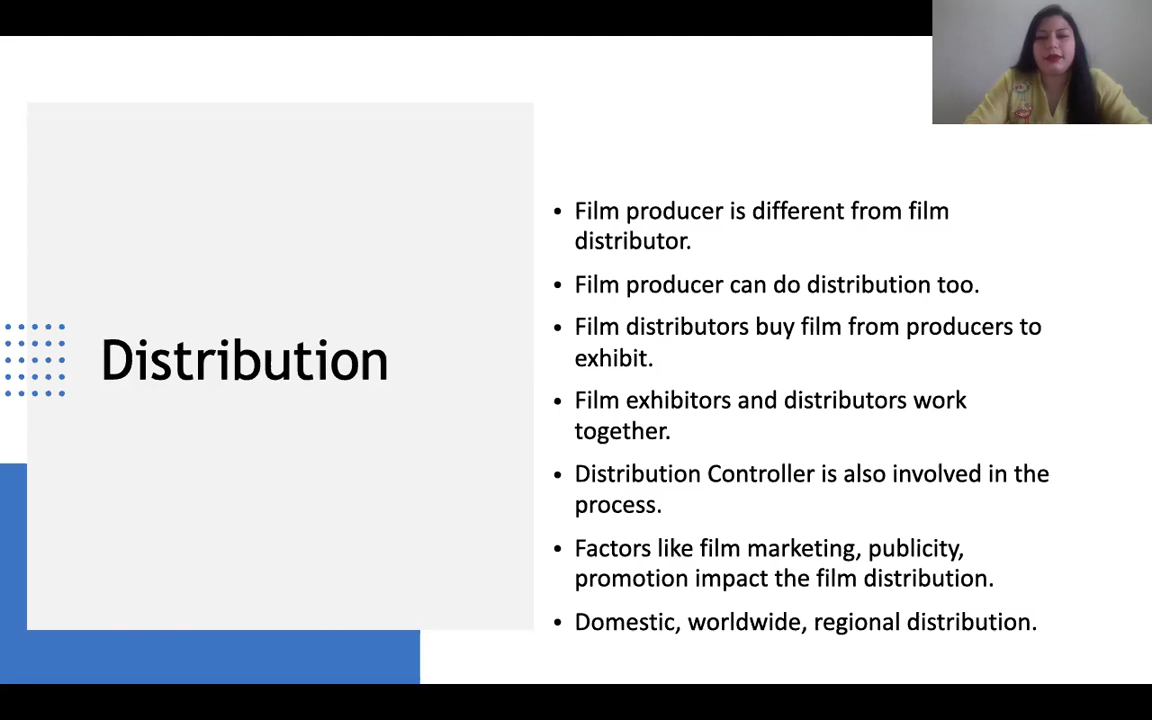 Distribution
• Film producer is different from film
distributor.
• Film producer can do distribution too.
• Film distributors buy film from producers to
exhibit.
• Film exhibitors and distributors work
together.
• Distribution Controller is also involved in the
process.
• Factors like film marketing, publicity,
promotion impact the film distribution.
• Domestic, worldwide, regional distribution.